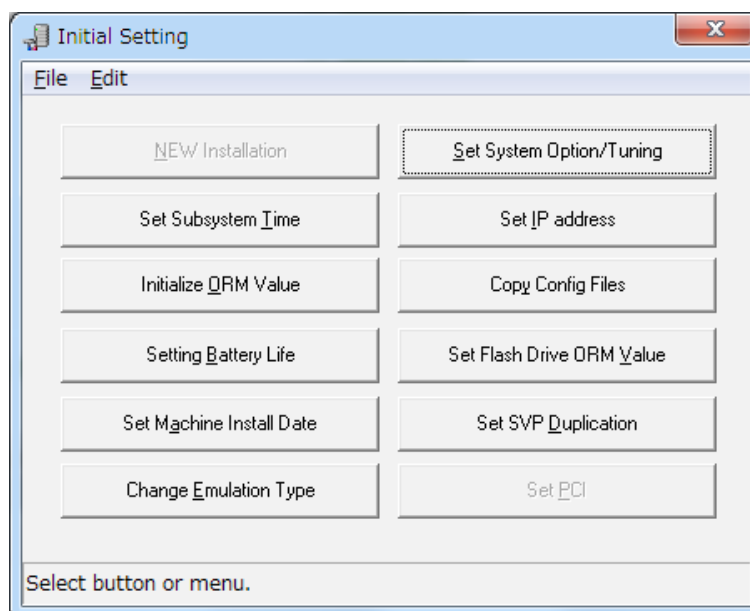 Initial Setting
File Edit
NEW Installation
Set System Option/Tuning
Set Subsystem Time
Set IP address
Initialize ORM Value
Copy Config Files
Setting Battery Life
Set Flash Drive ORM Value
Set Machine Install Date
Set SVP Duplication
Change Emulation Type
Set PCI
Select button or menu.